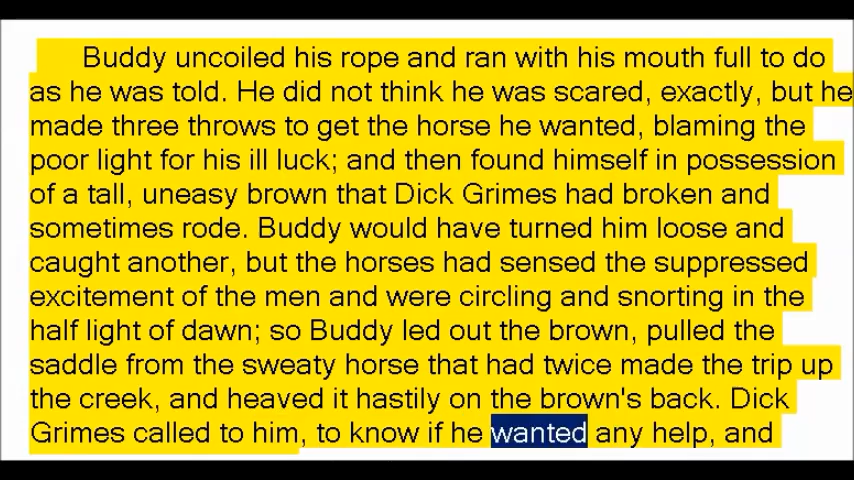 Buddy uncoiled his rope and ran with his mouth full to do
as he was told. He did not think he was scared, exactly, but he
made three throws to get the horse he wanted, blaming the
poor light for his ill luck; and then found himself in possession
of a tall, uneasy brown that Dick Grimes had broken and
sometimes rode. Buddy would have turned him loose and
caught another, but the horses had sensed the suppressed
excitement of the men and were circling and snorting in the
half light of dawn; so Buddy led out the brown, pulled the
saddle from the sweaty horse that had twice made the trip up
the creek, and heaved it hastily on the brown's back. Dick
Grimes called to him, to know if he wanted any help, and